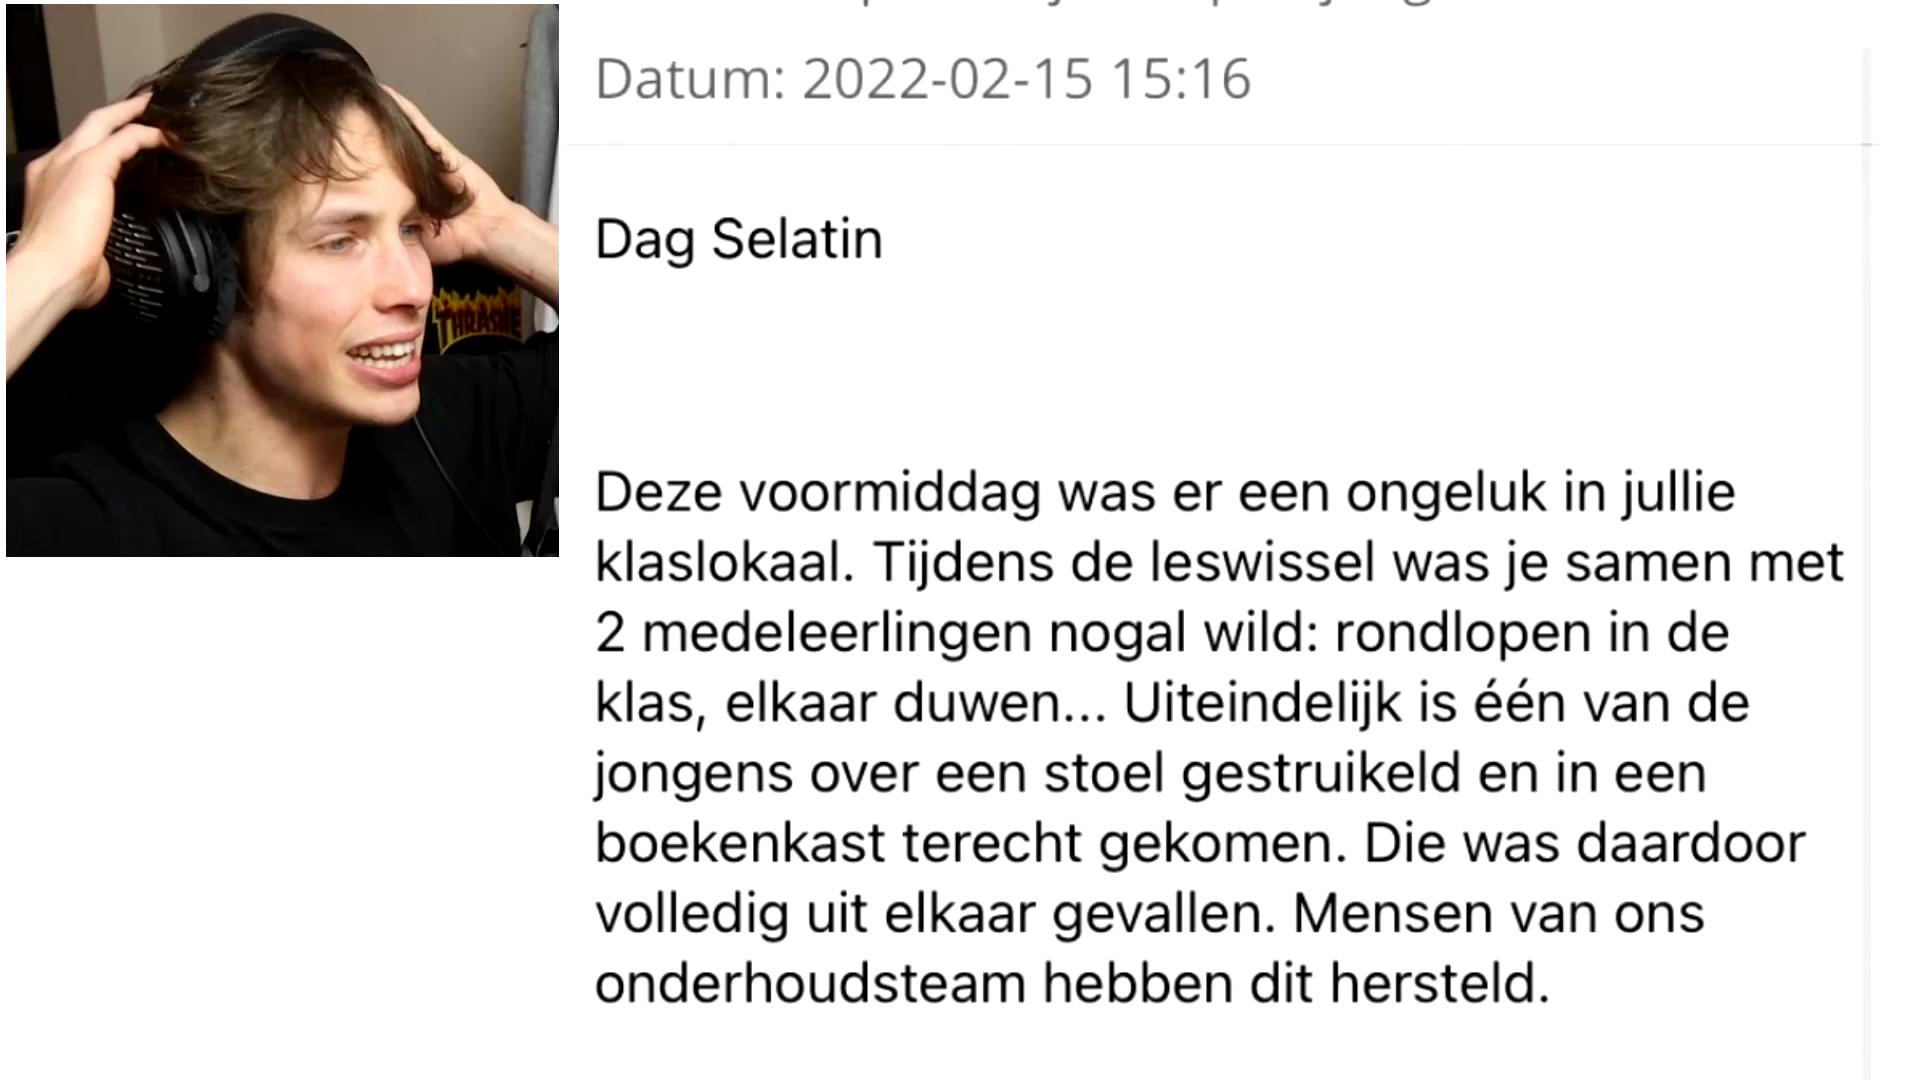 Datum: 2022-02-15 15:16
Dag Selatin
Deze voormiddag was er een ongeluk in jullie
klaslokaal. Tijdens de leswissel was je samen met
2 medeleerlingen nogal wild: rondlopen in de
klas, elkaar duwen... Uiteindelijk is één van de
jongens over een stoel gestruikeld en in een
boekenkast terecht gekomen. Die was daardoor
volledig uit elkaar gevallen. Mensen van ons
onderhoudsteam hebben dit hersteld.